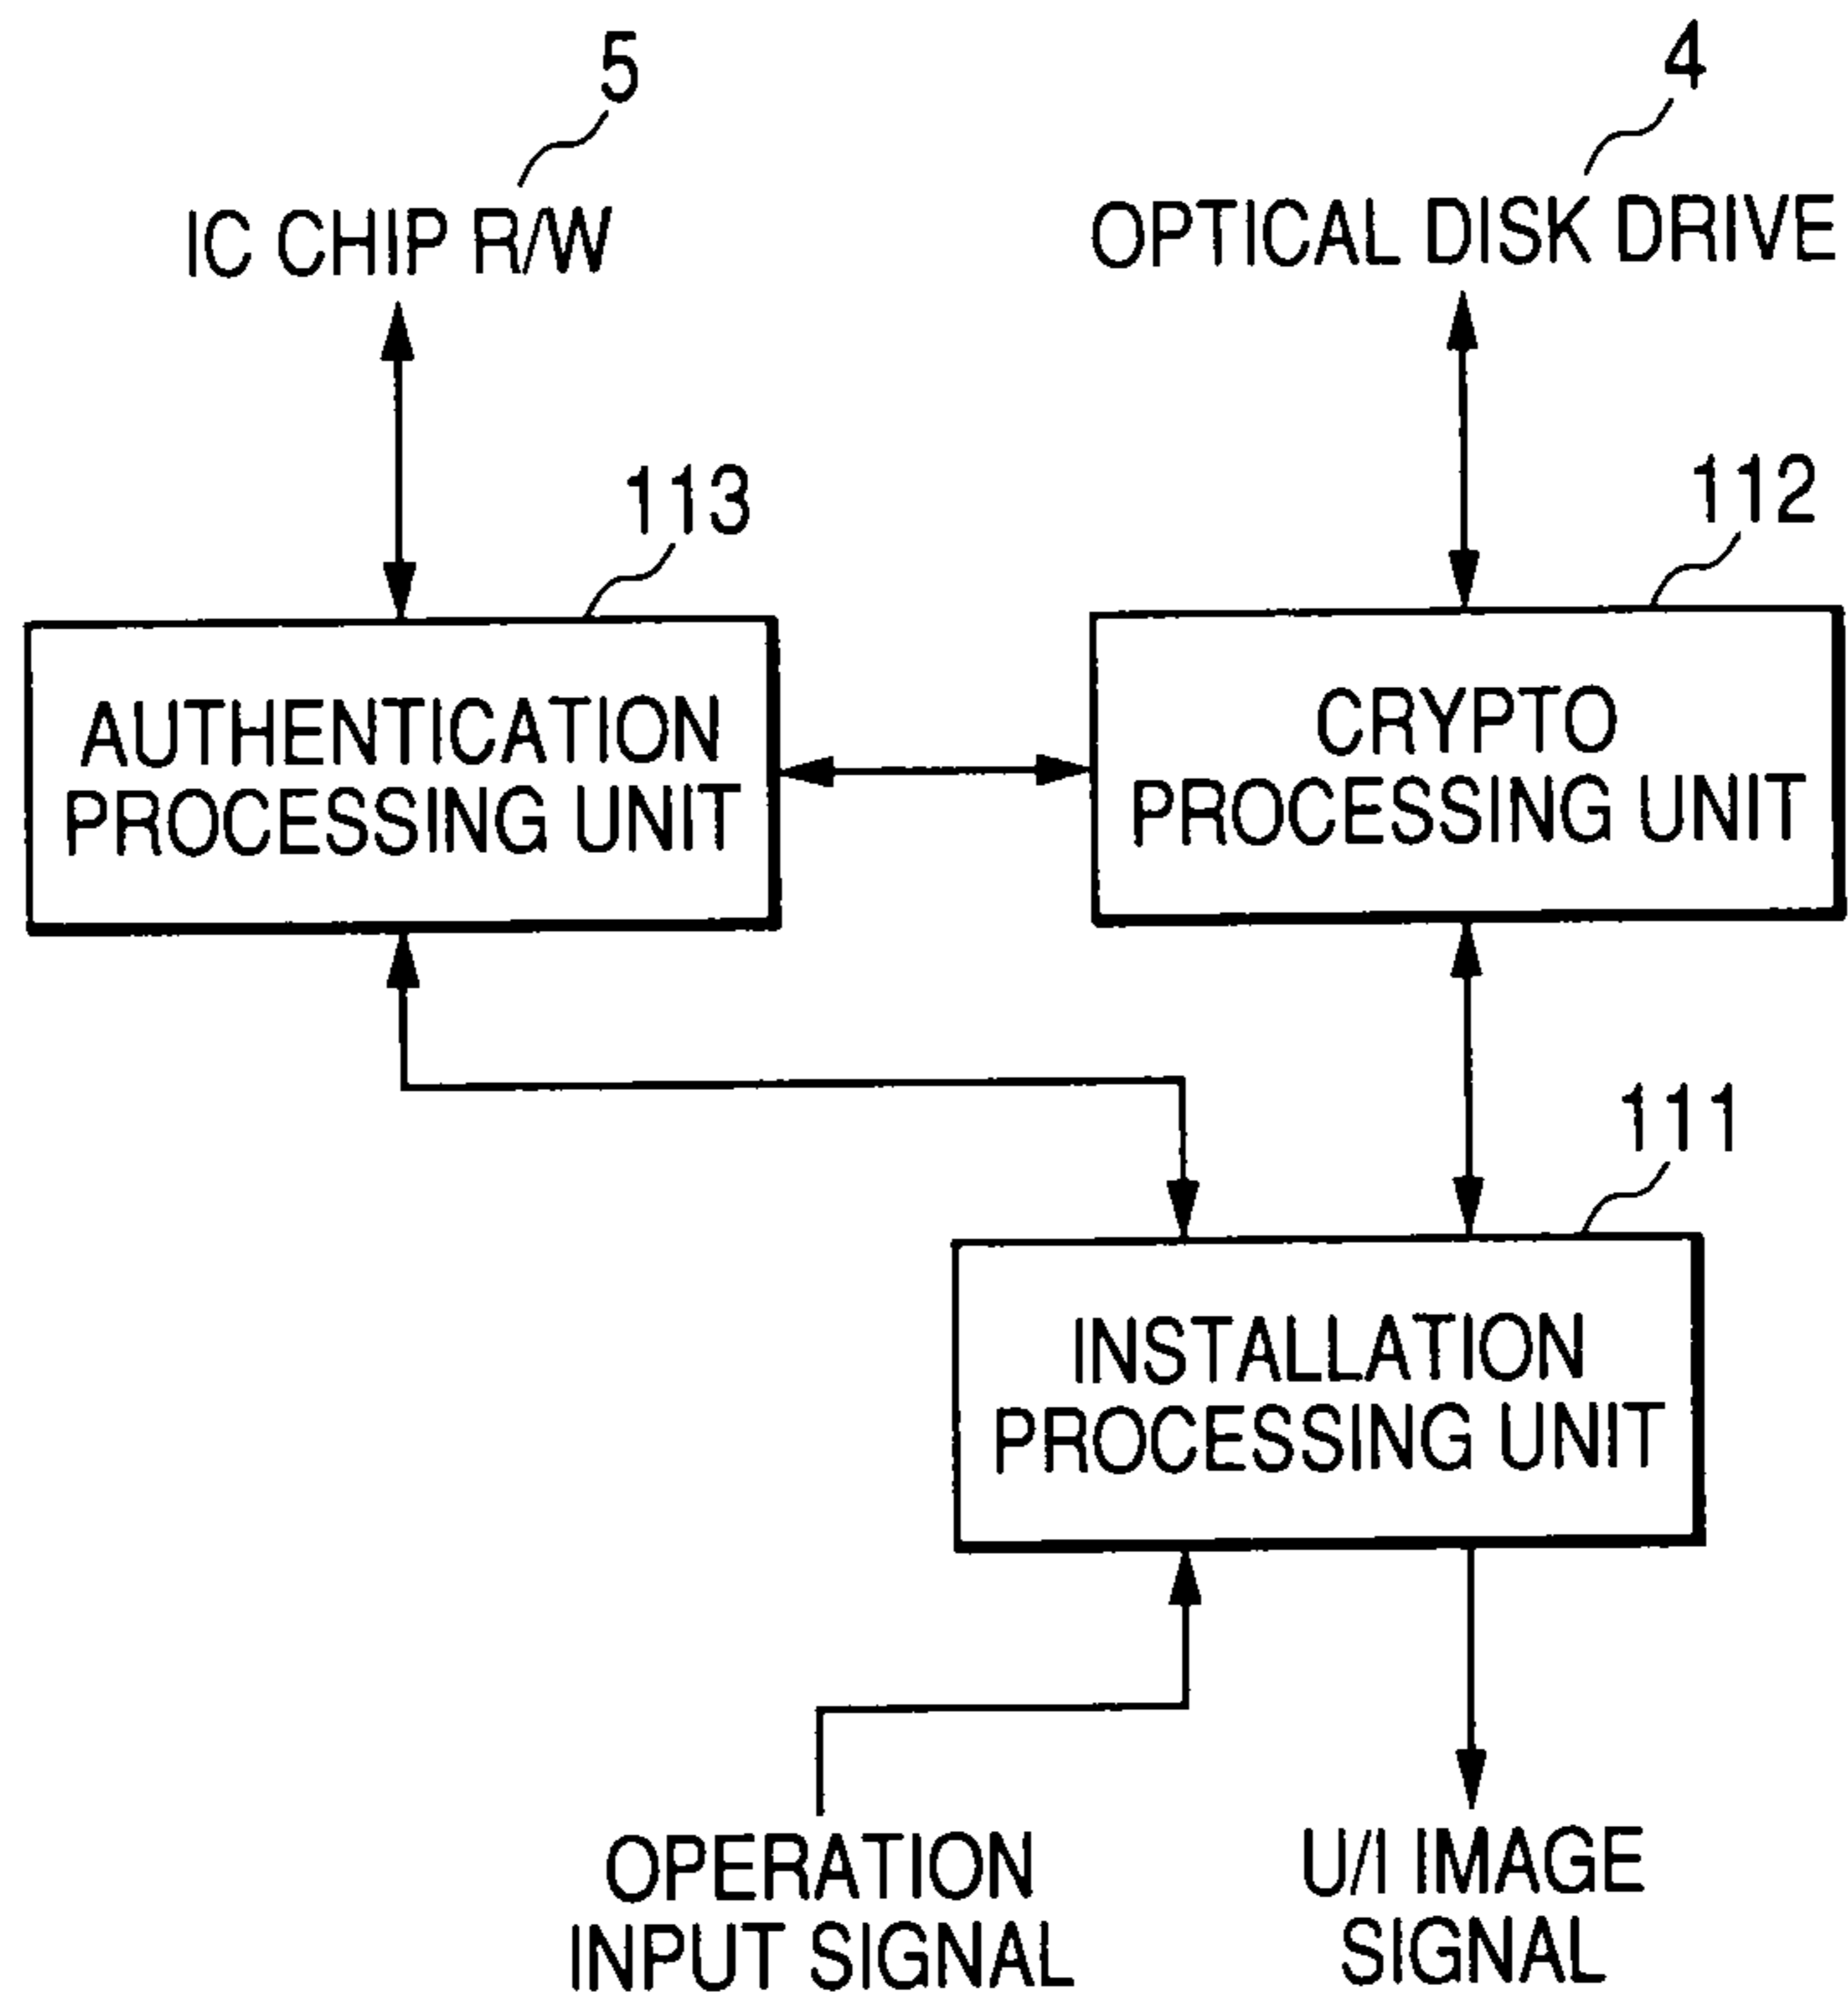 5
4
IC CHIP R/W
OPTICAL DISK DRIVE
113
112
AUTHENTICATION
PROCESSING UNIT
CRYPTO
PROCESSING UNIT
111
INSTALLATION
PROCESSING UNIT
OPERATION
INPUT SIGNAL
U/I IMAGE
SIGNAL